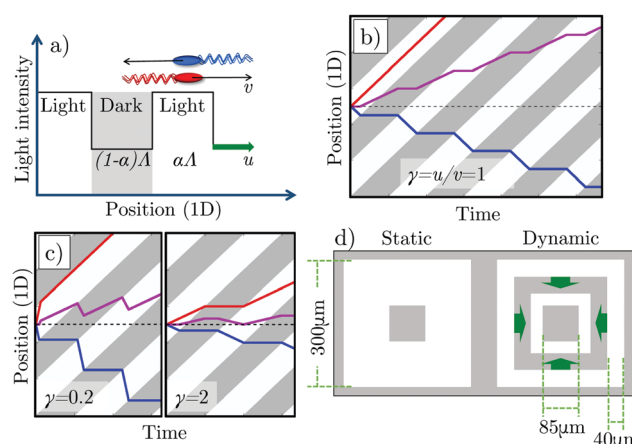 a)
Light intensity
Light
Dark
Light
v
(1-α)Λ
αΛ
u
Position (1D)
b)
Position (1D)
γ=u/v=1
Time
c)
Position (1D)
γ=0.2
γ=2
Time
d)
Static
Dynamic
300μm
85μm
40μm